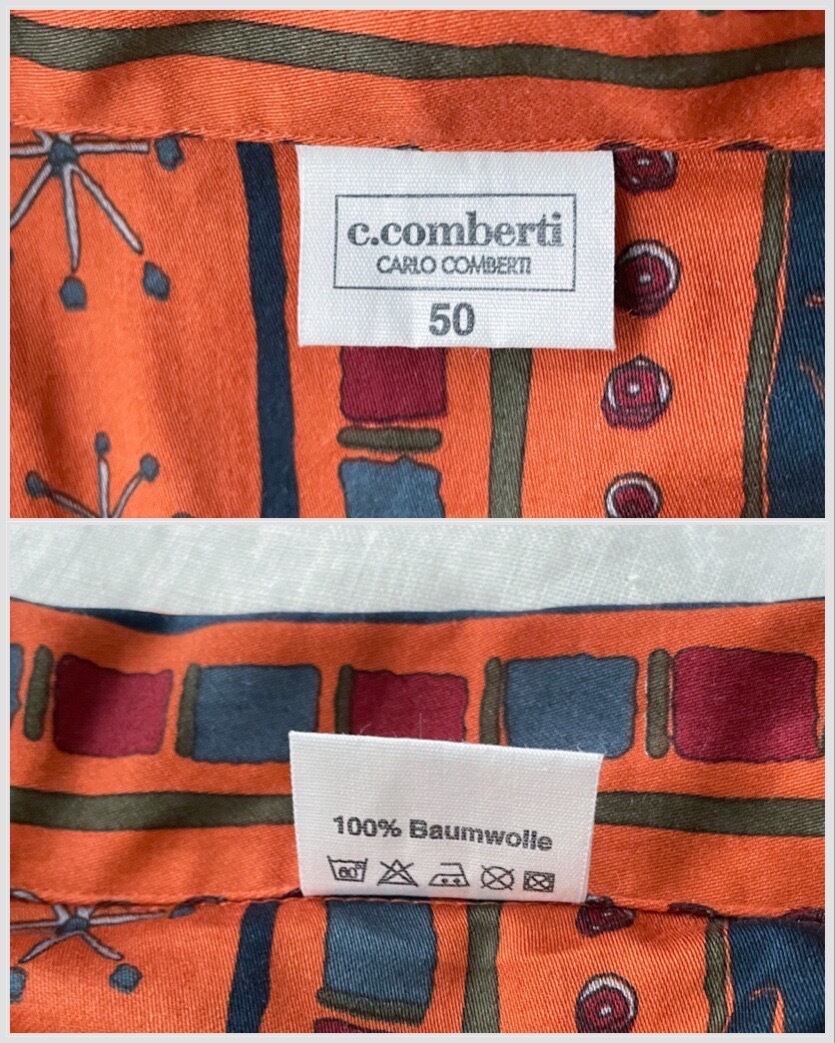 c.comberti
CARLO COMBERTI
50
100% Baumwolle
60°